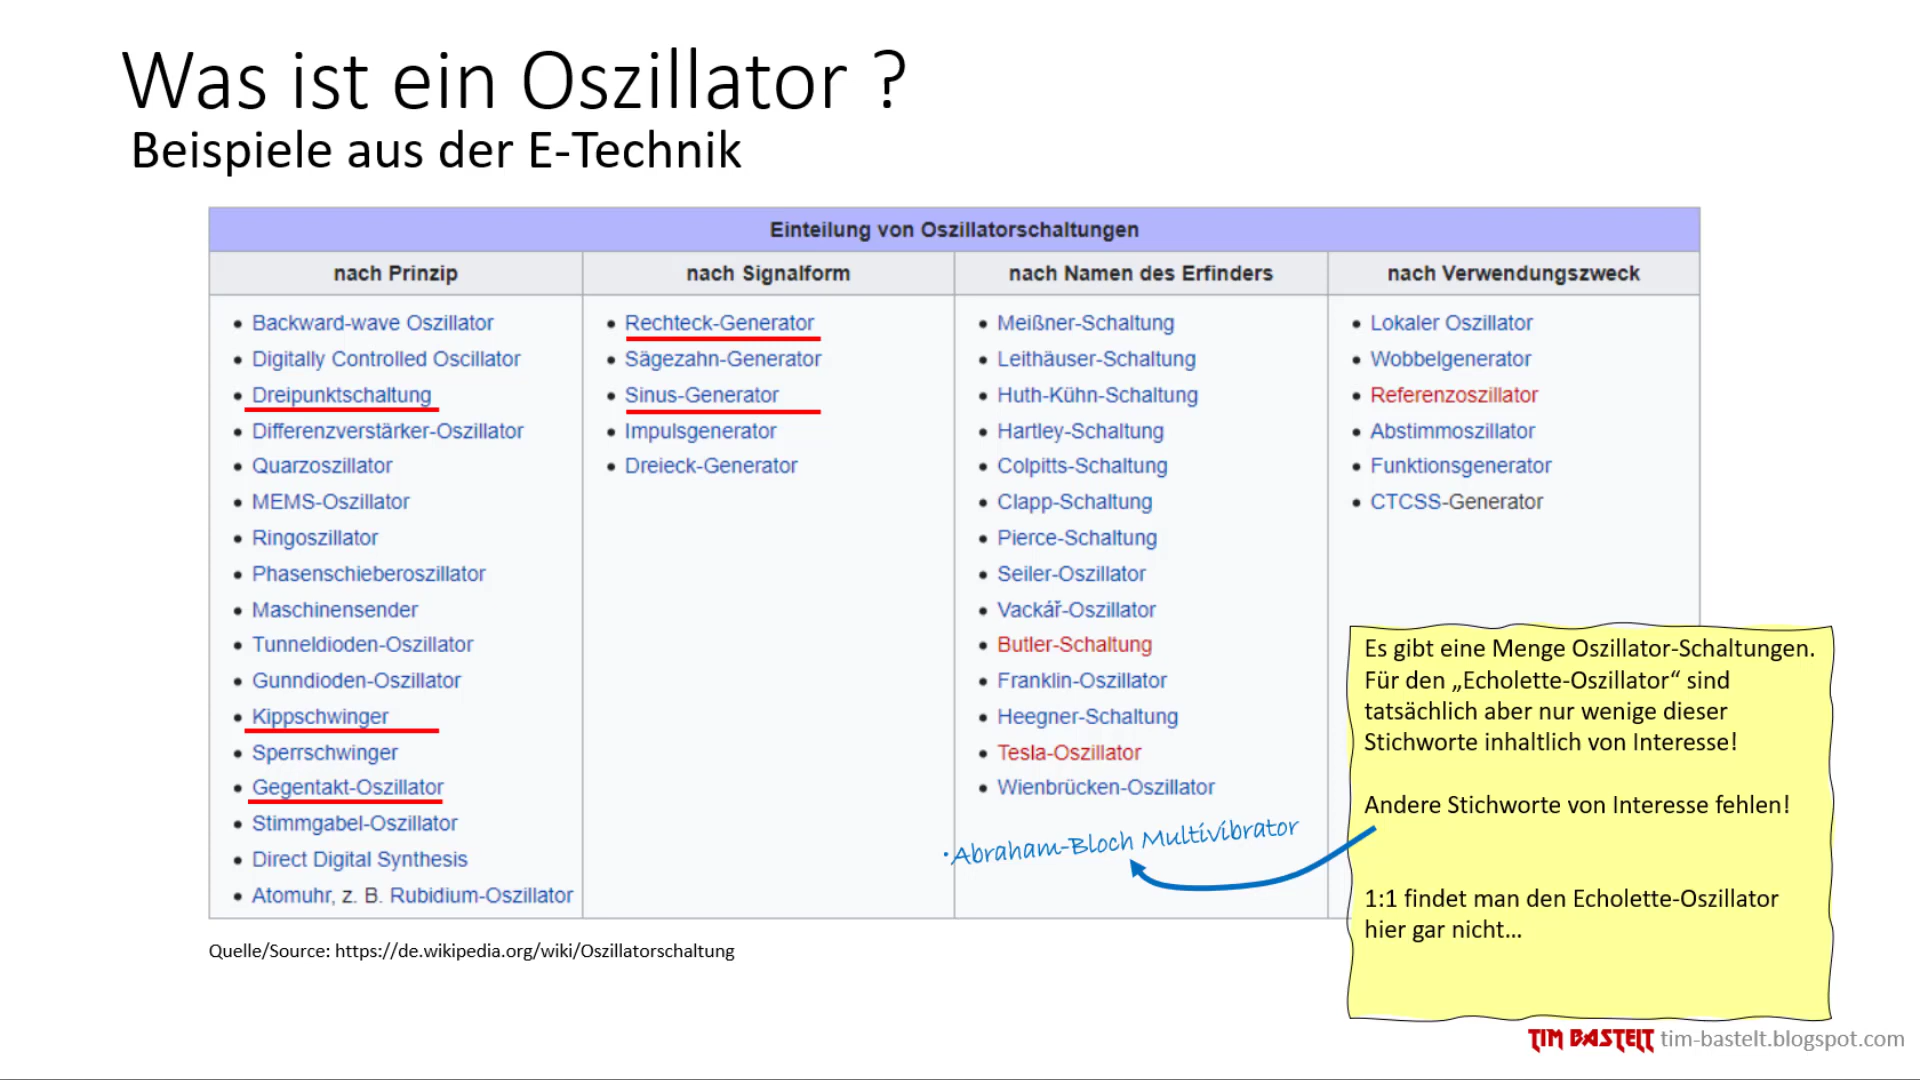 Was ist ein Oszillator ?
Beispiele aus der E-Technik
Einteilung von Oszillatorschaltungen
nach Prinzip
Backward-wave Oszillator
Digitally Controlled Oscillator
Dreipunktschaltung
Differenzverstärker-Oszillator
Quarzoszillator
MEMS-Oszillator
Ringoszillator
Phasenschieberoszillator
Maschinensender
Tunneldioden-Oszillator
Gunndioden-Oszillator
Kippschwinger
Sperrschwinger
Gegentakt-Oszillator
Stimmgabel-Oszillator
Direct Digital Synthesis
Atomuhr, z. B. Rubidium-Oszillator
nach Signalform
Rechteck-Generator
Sägezahn-Generator
Sinus-Generator
Impulsgenerator
Dreieck-Generator
nach Namen des Erfinders
Meißner-Schaltung
Leithäuser-Schaltung
Huth-Kühn-Schaltung
Hartley-Schaltung
Colpitts-Schaltung
Clapp-Schaltung
Pierce-Schaltung
Seiler-Oszillator
Vackář-Oszillator
Butler-Schaltung
Franklin-Oszillator
Heegner-Schaltung
Tesla-Oszillator
Wienbrücken-Oszillator
Abraham-Bloch Multivibrator
nach Verwendungszweck
Lokaler Oszillator
Wobbelgenerator
Referenzoszillator
Abstimmoszillator
Funktionsgenerator
CTCSS-Generator
Es gibt eine Menge Oszillator-Schaltungen.
Für den „Echolette-Oszillator“ sind
tatsächlich aber nur wenige dieser
Stichworte inhaltlich von Interesse!
Andere Stichworte von Interesse fehlen!
1:1 findet man den Echolette-Oszillator
hier gar nicht…
Quelle/Source: https://de.wikipedia.org/wiki/Oszillatorschaltung
TIM BASTELT tim-bastelt.blogspot.com